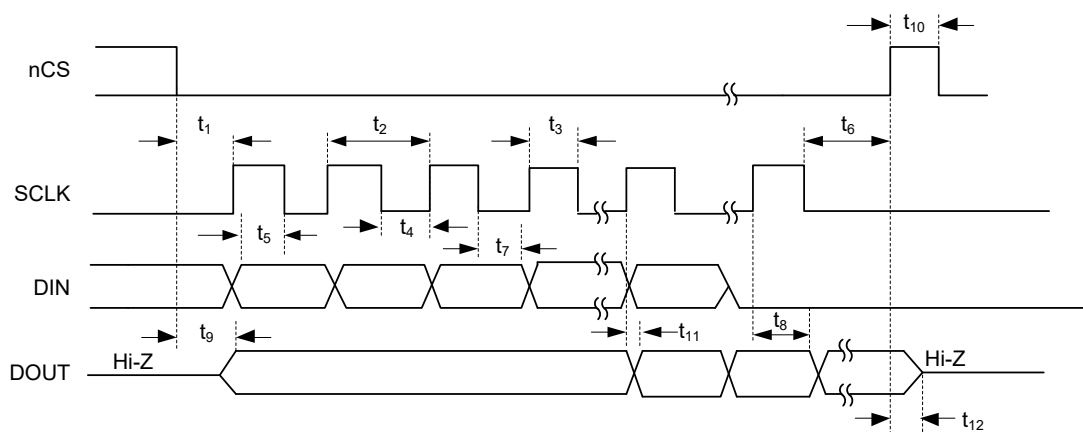 t10
nCS
t1
t2
t3
t6
SCLK
t5
t4
t7
DIN
t9
t11
t8
Hi-Z
Hi-Z
DOUT
t12